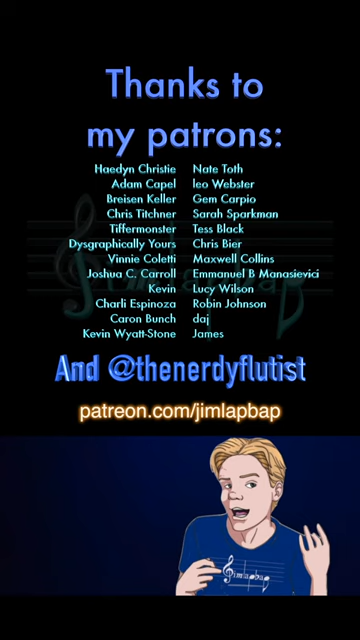 Thanks to
my patrons:
Haedyn Christie Nate Toth
Adam Capel leo Webster
Breisen Keller Gem Carpio
Chris Titchner Sarah Sparkman
Tiffermonster Tess Black
Dysgraphically Yours Chris Bier
Vinnie Coletti Maxwell Collins
Joshua C. Carroll Emmanuel B Manasievici
Kevin Lucy Wilson
Charli Espinoza Robin Johnson
Caron Bunch daj
Kevin Wyatt-Stone James
And @thenerdyflutist
patreon.com/jimlapbap
jimlapbap